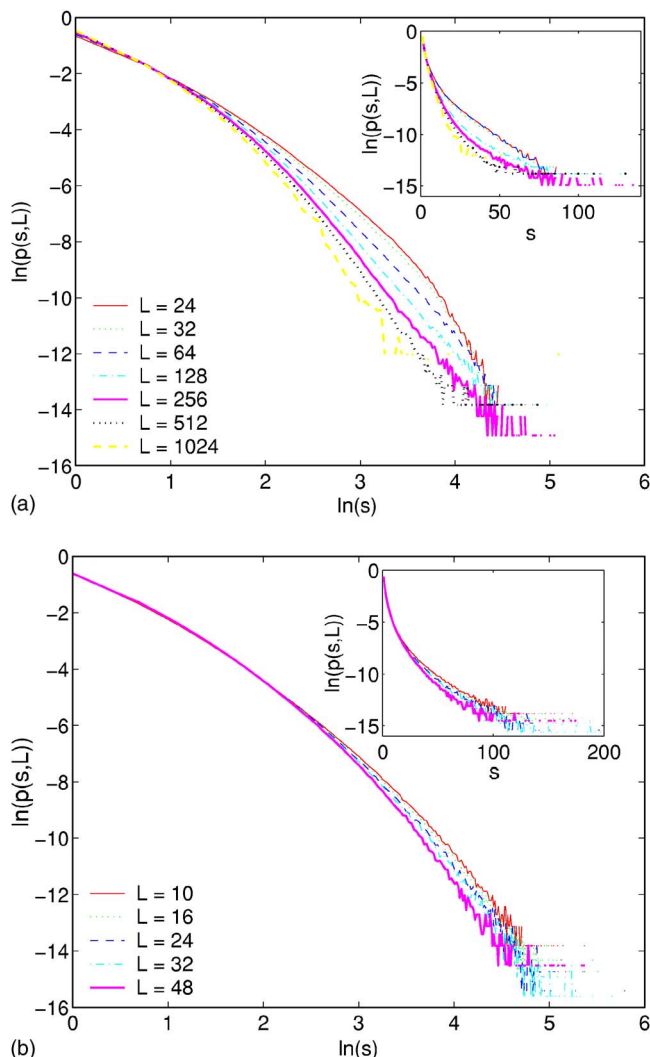 0
−2
−4
−6
−8
−10
−12
−14
−16
0 1 2 3 4 5 6
ln(p(s,L))
ln(s)
L = 24
L = 32
L = 64
L = 128
L = 256
L = 512
L = 1024
0
−5
−10
−15
0 50 100
ln(p(s,L))
s
(a)
0
−2
−4
−6
−8
−10
−12
−14
−16
0 1 2 3 4 5 6
ln(p(s,L))
ln(s)
L = 10
L = 16
L = 24
L = 32
L = 48
0
−5
−10
−15
0 100 200
ln(p(s,L))
s
(b)